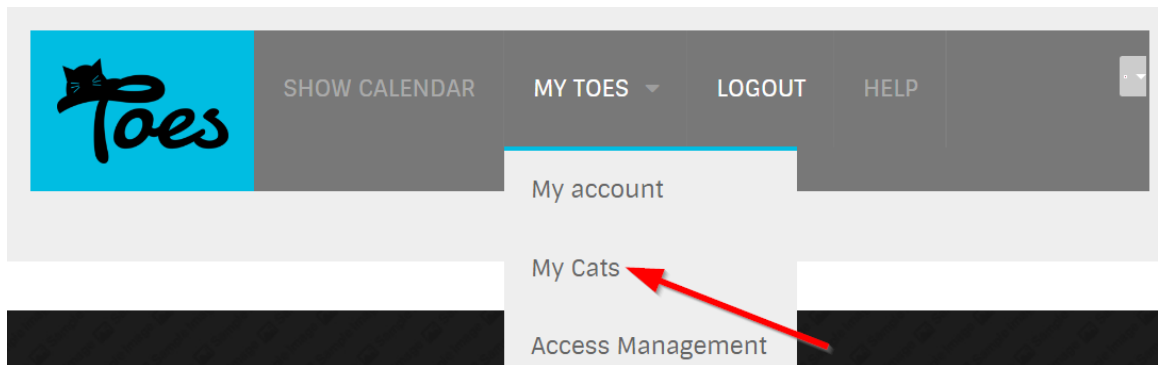 Toes
SHOW CALENDAR MY TOES LOGOUT HELP
My account
My Cats
Access Management